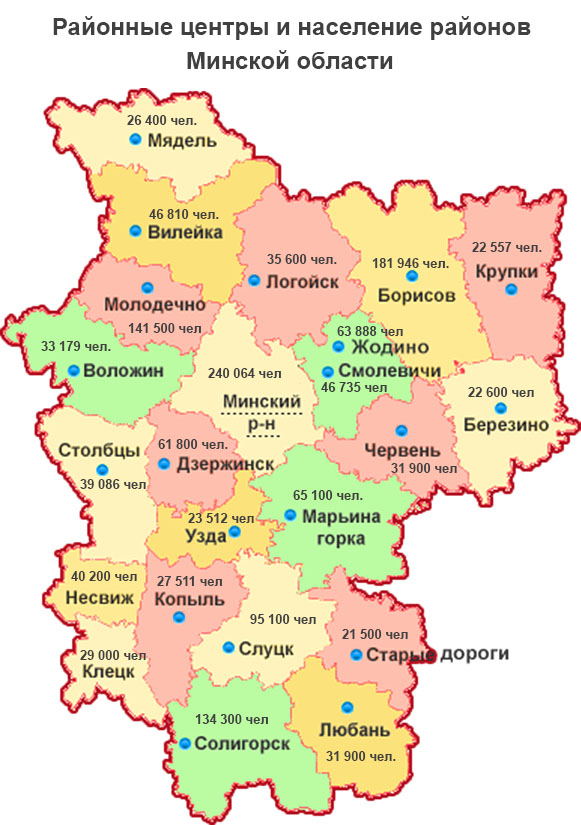 Районные центры и население районов
Минской области
26 400 чел.
Мядель
46 810 чел.
Вилейка
35 600 чел.
Логойск
181 946 чел.
Борисов
22 557 чел.
Крупки
Молодечно
141 500 чел
33 179 чел.
Воложин
63 888 чел
Жодино
Смолевичи
46 735 чел
240 064 чел
Минский
р-н
22 600 чел
Березино
Столбцы
39 086 чел
61 800 чел.
Дзержинск
Червень
31 900 чел
65 100 чел.
Марьина
горка
23 512 чел
Узда
40 200 чел
Несвиж
27 511 чел
Копыль
95 100 чел
Слуцк
21 500 чел
Старые дороги
29 000 чел
Клецк
134 300 чел
Солигорск
Любань
31 900 чел.